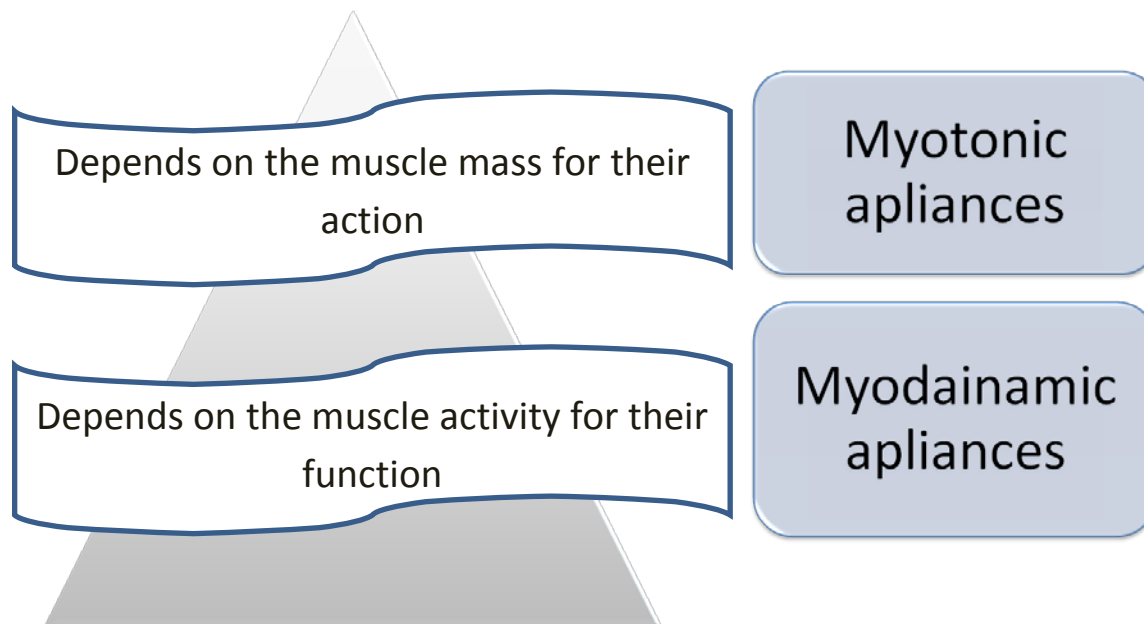 Depends on the muscle mass for their
action
Myotonic
apliances
Depends on the muscle activity for their
function
Myodainamic
apliances